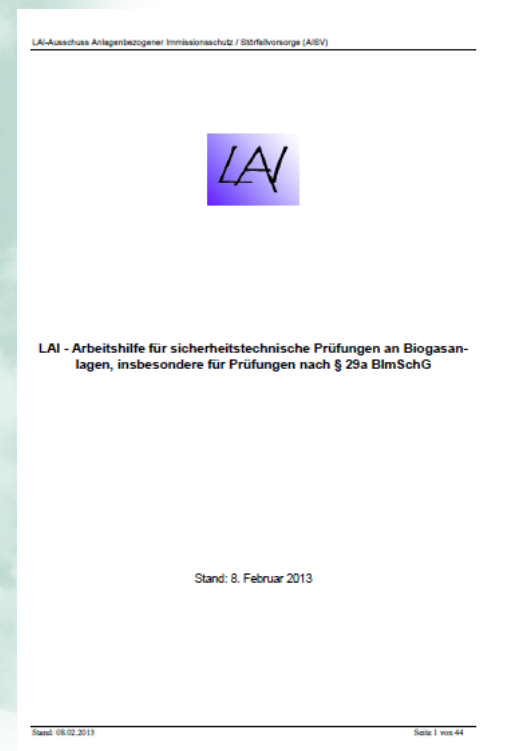 LAI-Ausschuss Anlagenbezogener Immissionsschutz / Störfallvorsorge (AISV)
LAI
LAI - Arbeitshilfe für sicherheitstechnische Prüfungen an Biogasan-
lagen, insbesondere für Prüfungen nach § 29a BImSchG
Stand: 8. Februar 2013
Stand: 08.02.2013 Seite 1 von 44